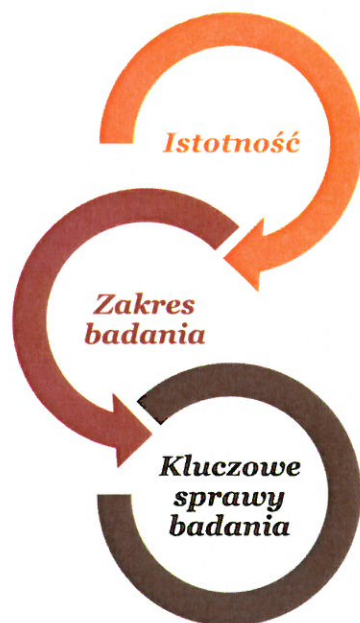 Istotność
Zakres
badania
Kluczowe
sprawy
badania